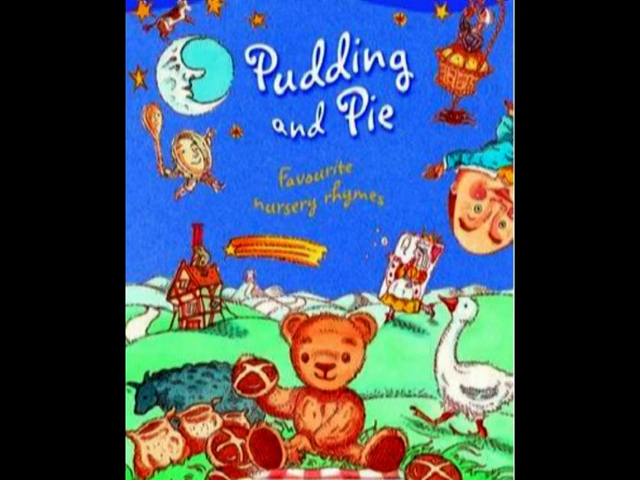 Pudding
and Pie
Favourite
nursery rhymes